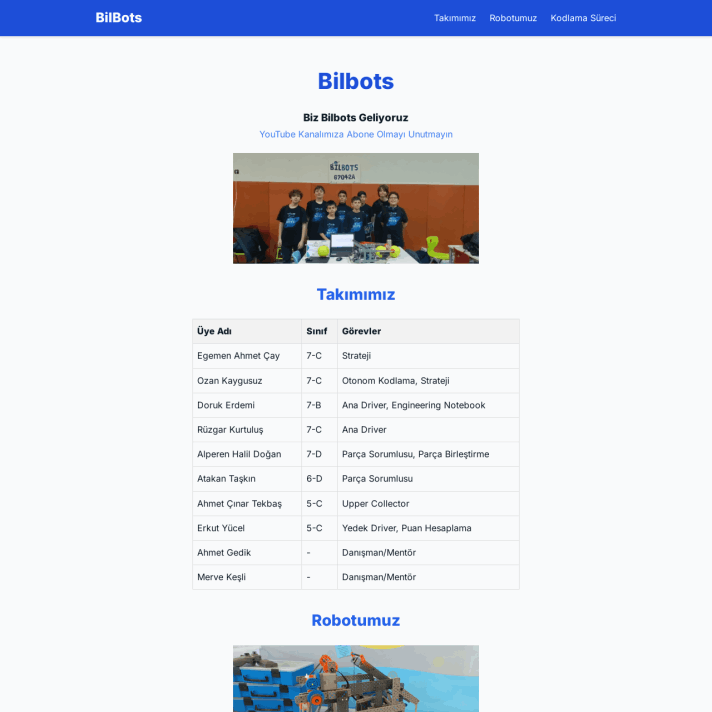 BilBots
Takımımız Robotumuz Kodlama Süreci
Bilbots
Biz Bilbots Geliyoruz
YouTube Kanalımıza Abone Olmayı Unutmayın
BİLBOTS
67042A
Takımımız
Üye Adı Sınıf Görevler
Egemen Ahmet Çay 7-C Strateji
Ozan Kaygusuz 7-C Otonom Kodlama, Strateji
Doruk Erdemi 7-B Ana Driver, Engineering Notebook
Rüzgar Kurtuluş 7-C Ana Driver
Alperen Halil Doğan 7-D Parça Sorumlusu, Parça Birleştirme
Atakan Taşkın 6-D Parça Sorumlusu
Ahmet Çınar Tekbaş 5-C Upper Collector
Erkut Yücel 5-C Yedek Driver, Puan Hesaplama
Ahmet Gedik - Danışman/Mentör
Merve Keşli - Danışman/Mentör
Robotumuz